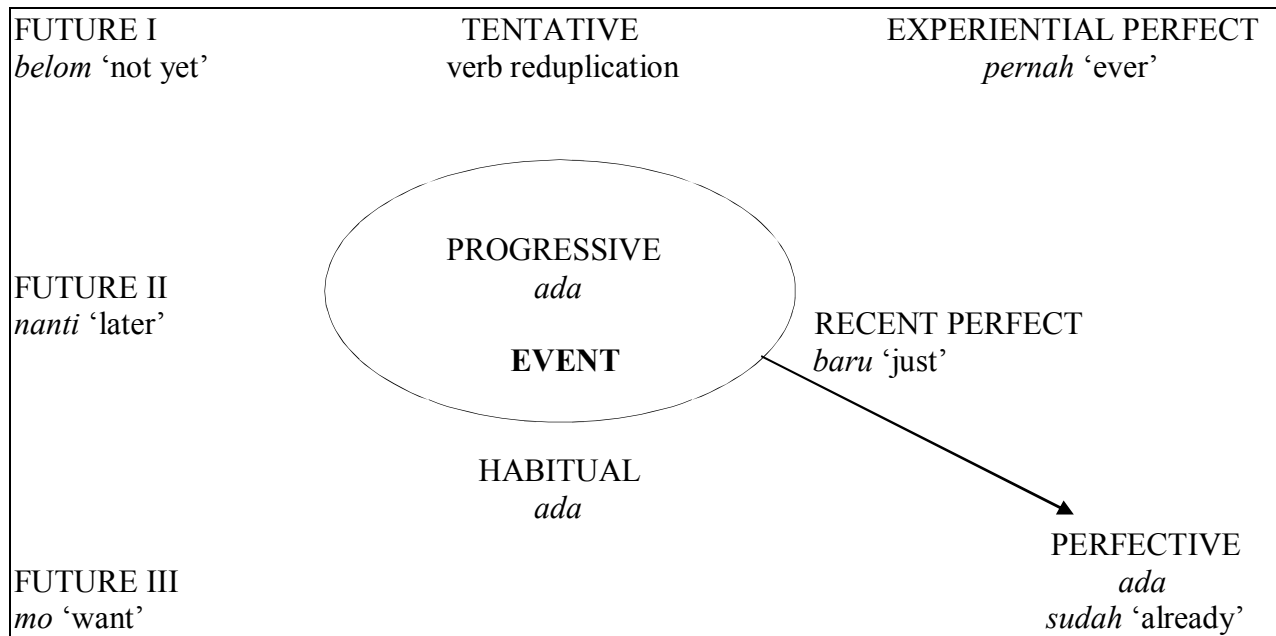 FUTURE I
belom ‘not yet’
TENTATIVE
verb reduplication
EXPERIENTIAL PERFECT
pernah ‘ever’
PROGRESSIVE
ada
EVENT
FUTURE II
nanti ‘later’
RECENT PERFECT
baru ‘just’
HABITUAL
ada
FUTURE III
mo ‘want’
PERFECTIVE
ada
sudah ‘already’